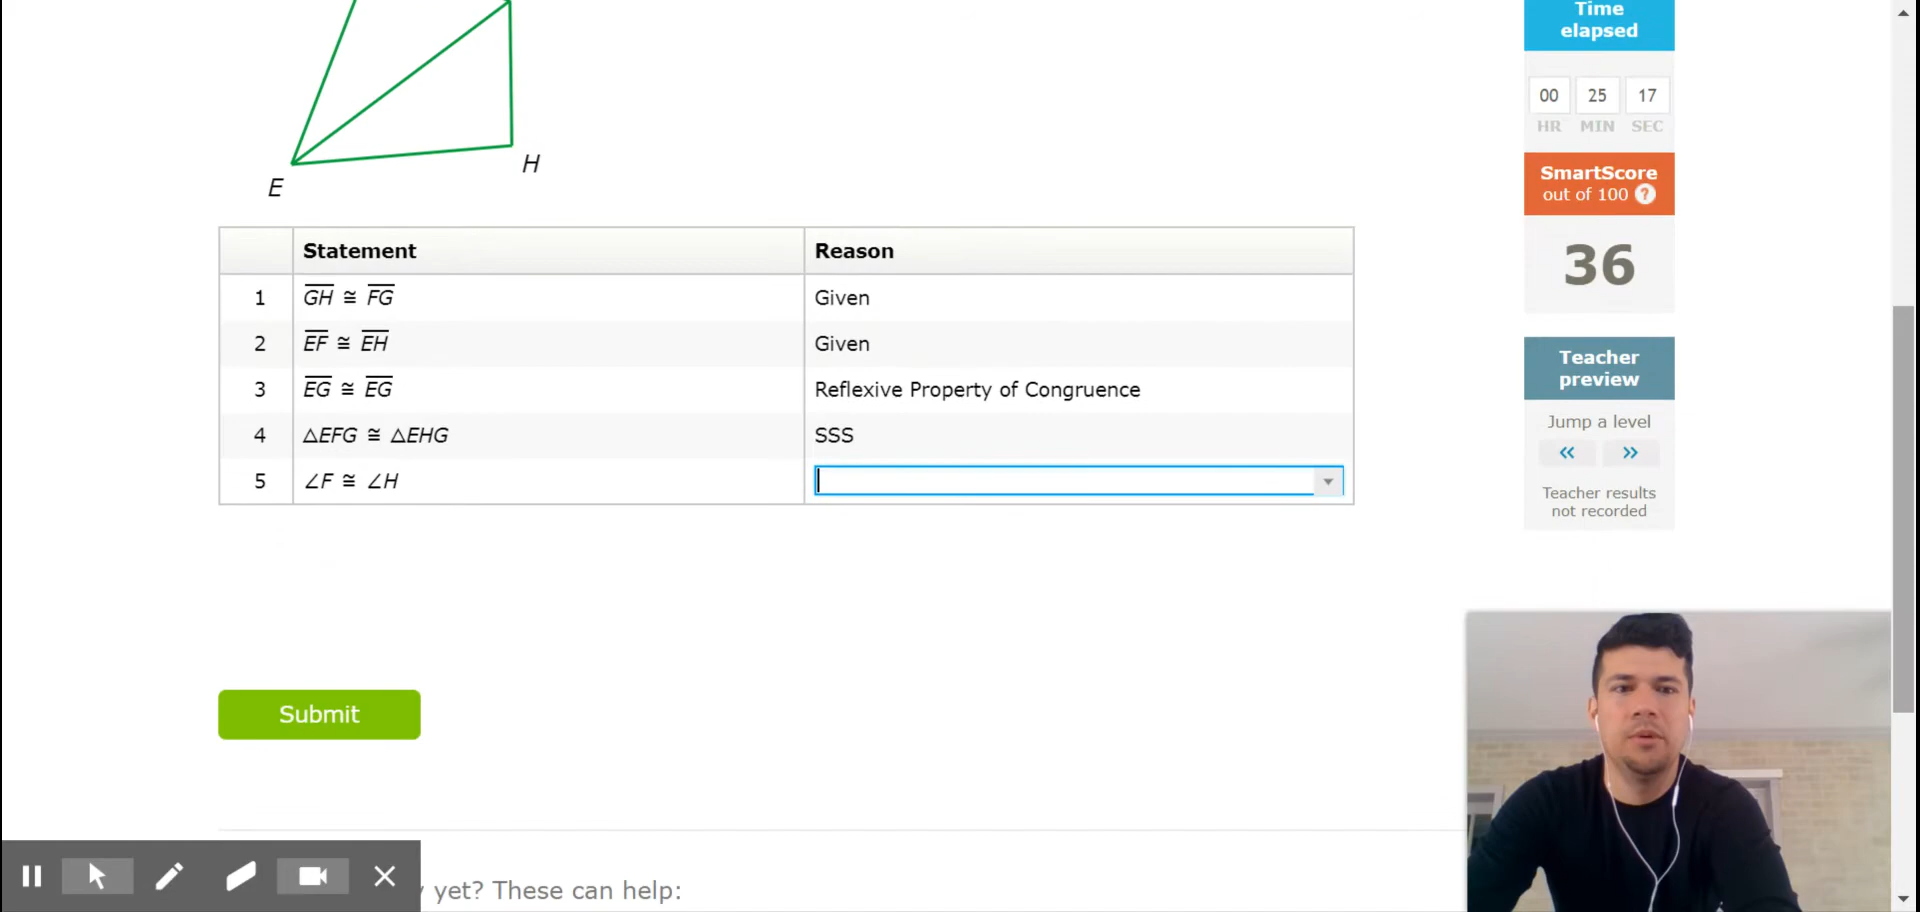 Time
elapsed
00 25 17
HR MIN SEC
SmartScore
out of 100 ?
36
Teacher
preview
Jump a level
« »
Teacher results
not recorded
E
H
Statement Reason
1 GH ≅ FG Given
2 EF ≅ EH Given
3 EG ≅ EG Reflexive Property of Congruence
4 △EFG ≅ △EHG SSS
5 ∠F ≅ ∠H
Submit
yet? These can help: